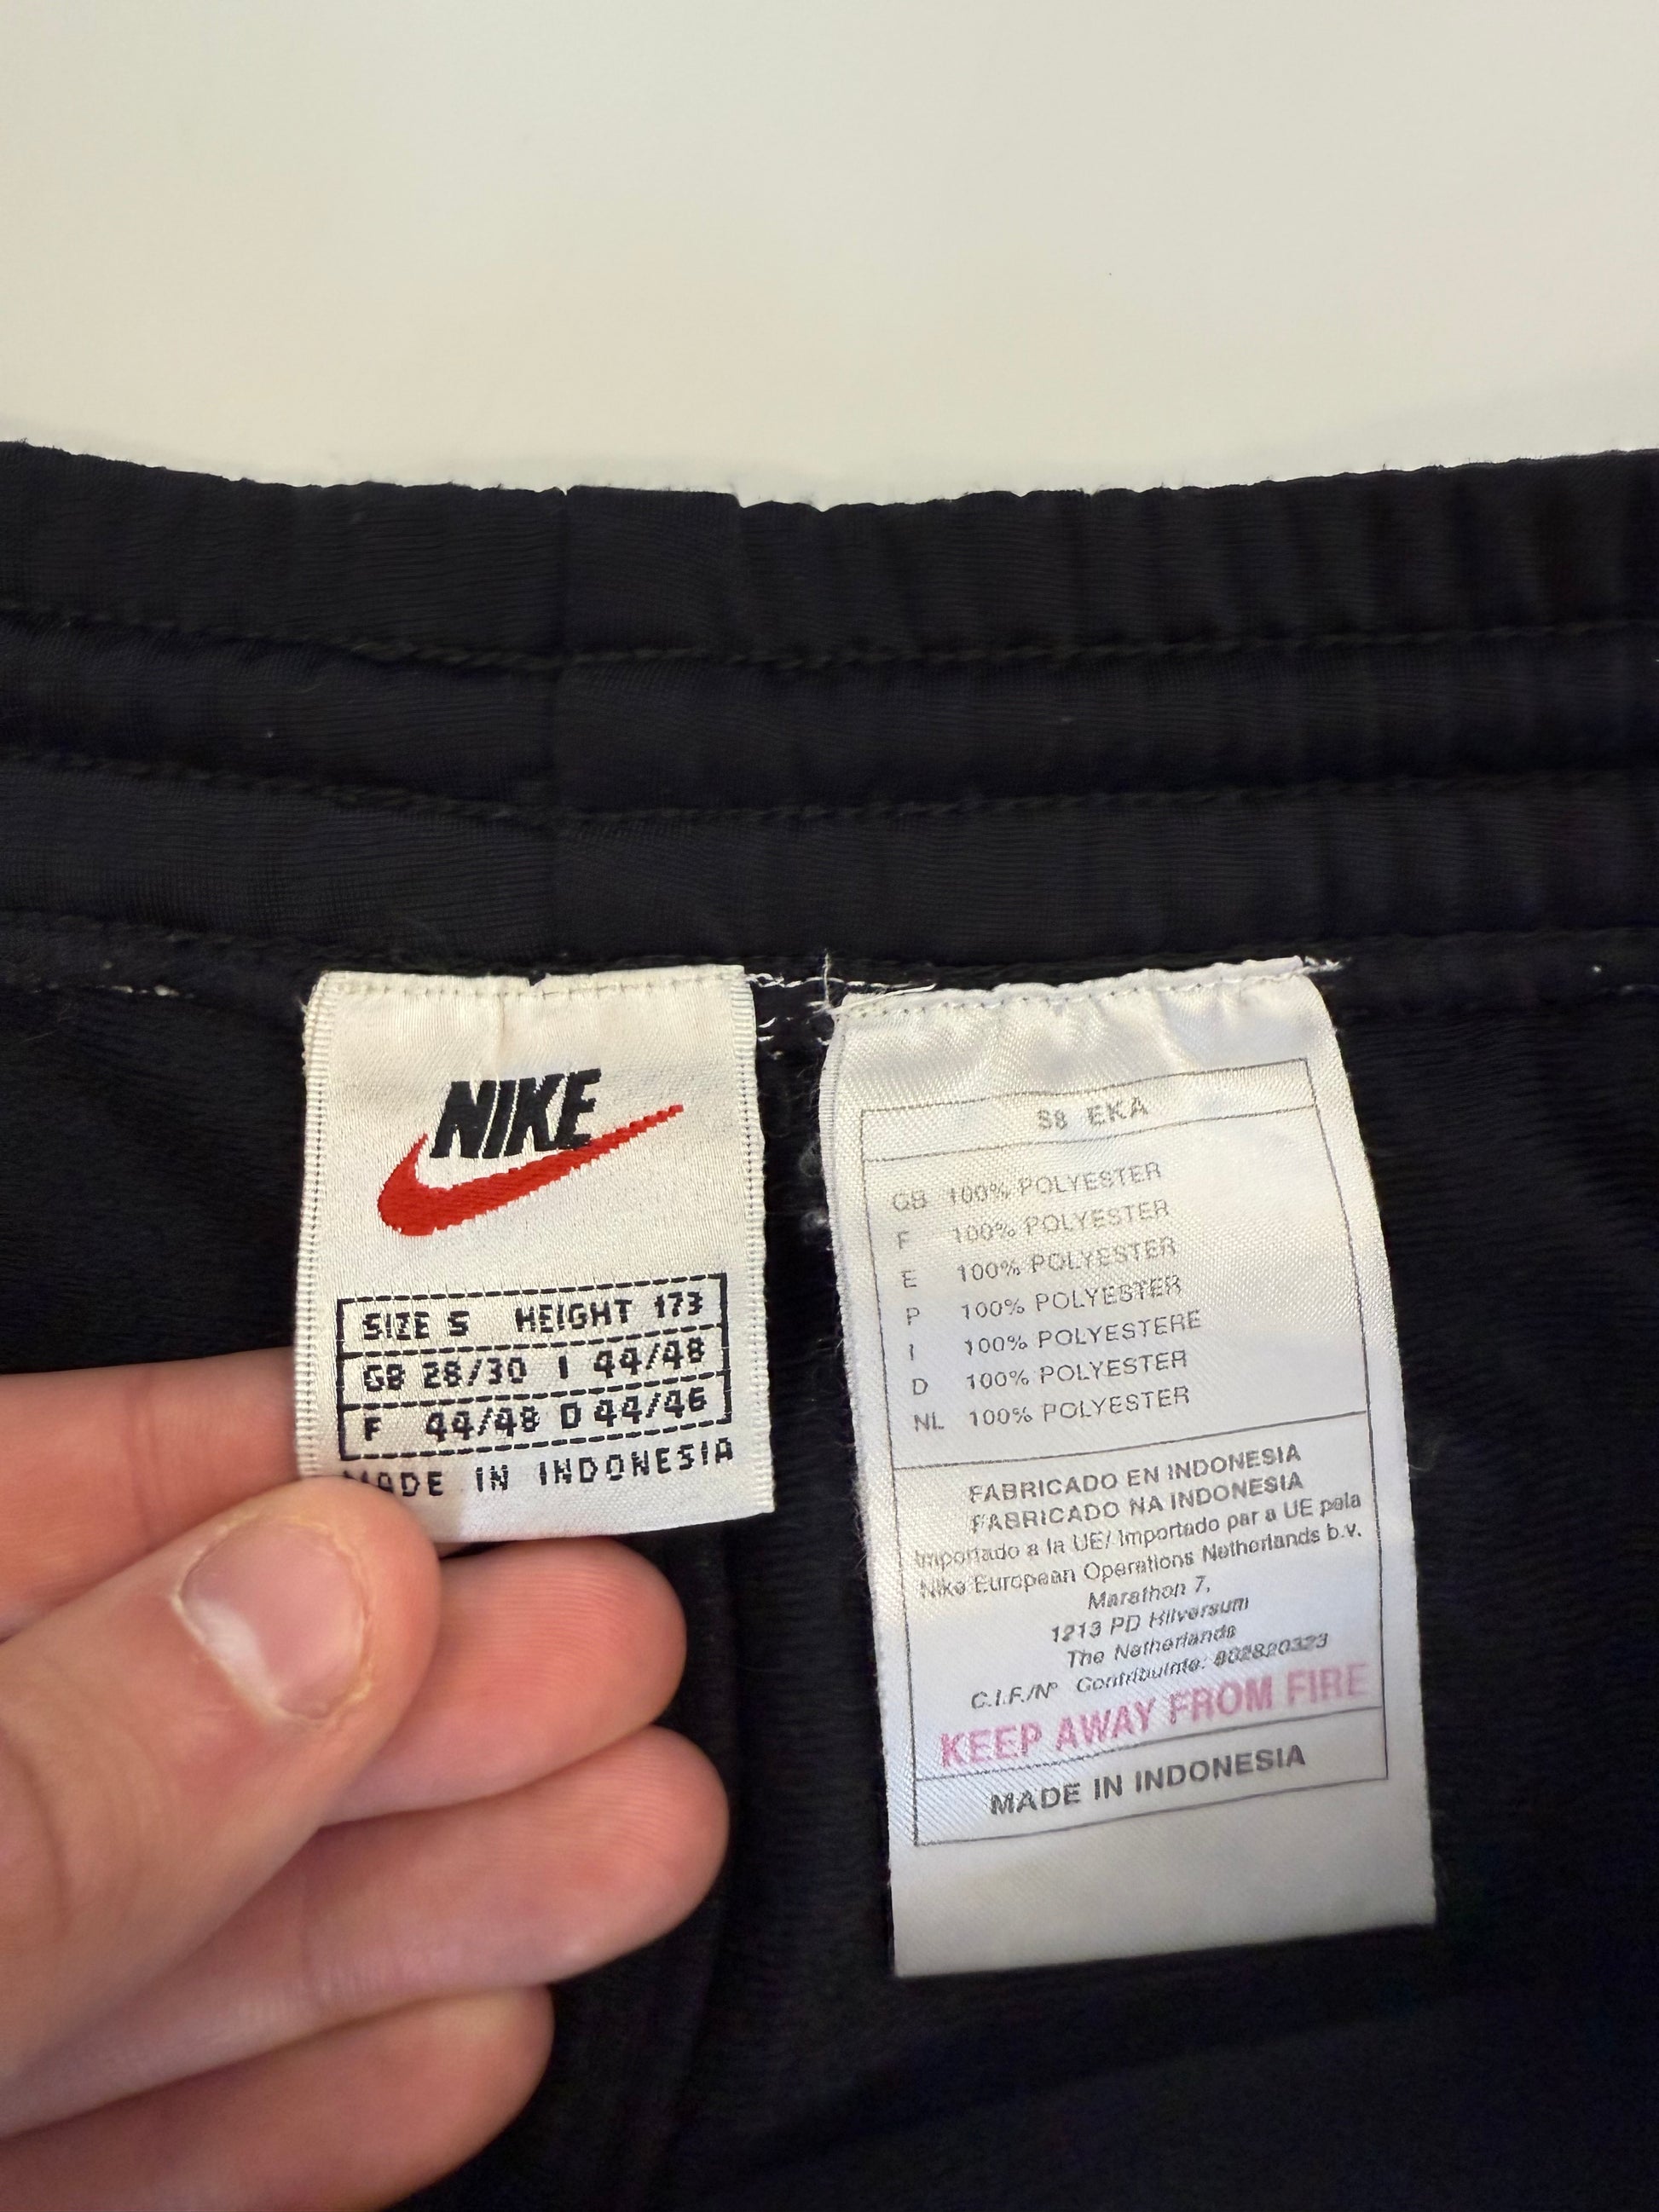 NIKE
SIZE S HEIGHT 173
GB 28/30 I 44/48
F 44/48 D 44/46
MADE IN INDONESIA
S8 EKA
GB 100% POLYESTER
F 100% POLYESTER
E 100% POLYESTER
P 100% POLYESTER
I 100% POLYESTERE
D 100% POLYESTER
NL 100% POLYESTER
FABRICADO EN INDONESIA
FABRICADO NA INDONESIA
Importado a la UE/ Importado par a UE pela
Nike European Operations Netherlands b.v.
Marathon 7,
1213 PD Hilversum
The Netherlands
C.I.F./Nº Contribuinte: 802820323
KEEP AWAY FROM FIRE
MADE IN INDONESIA